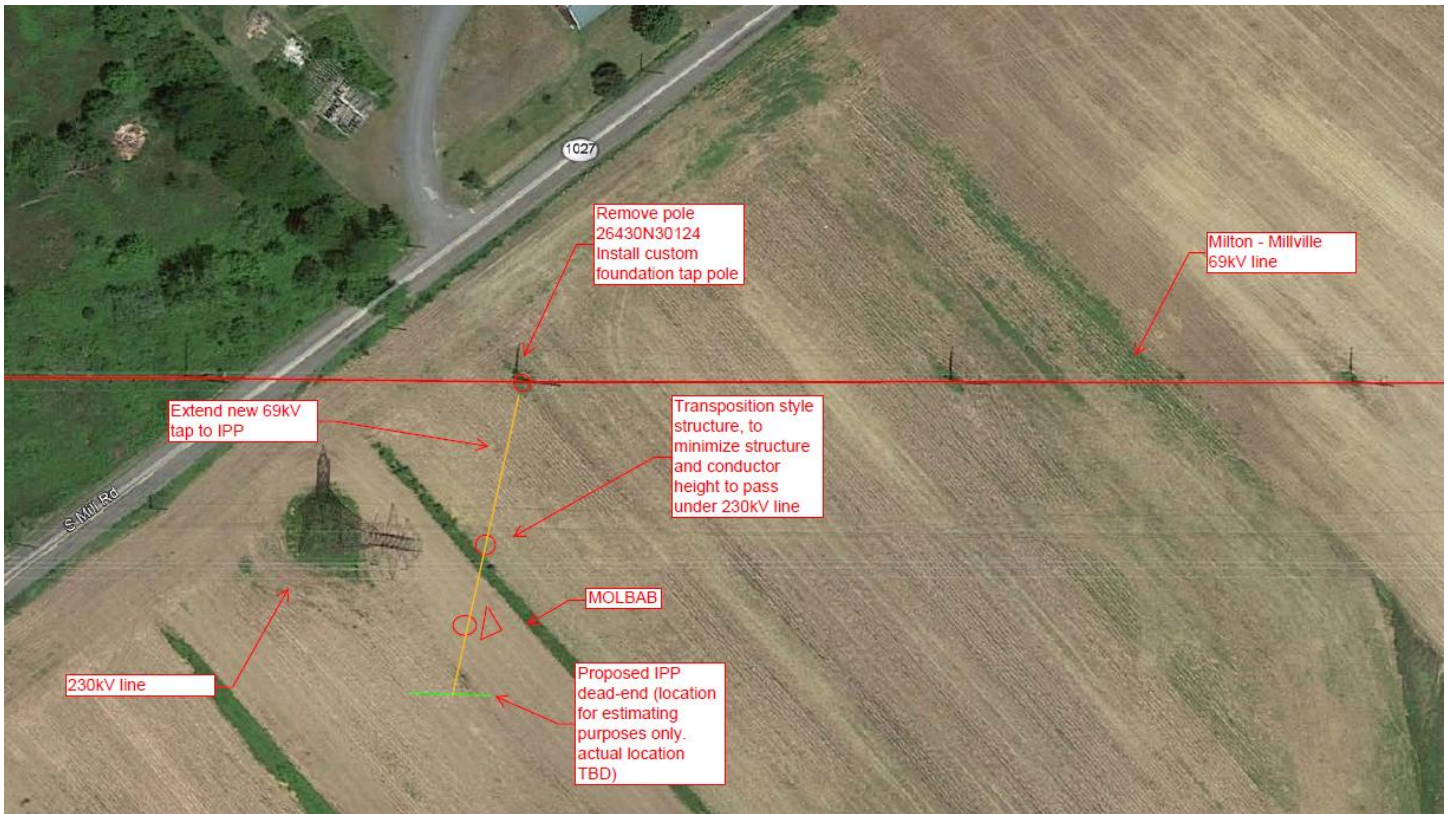 1027
Remove pole
26430N30124
Install custom
foundation tap pole
Milton - Millville
69kV line
Extend new 69kV
tap to IPP
Transposition style
structure, to
minimize structure
and conductor
height to pass
under 230kV line
S Mill Rd
MOLBAB
230kV line
Proposed IPP
dead-end (location
for estimating
purposes only.
actual location
TBD)